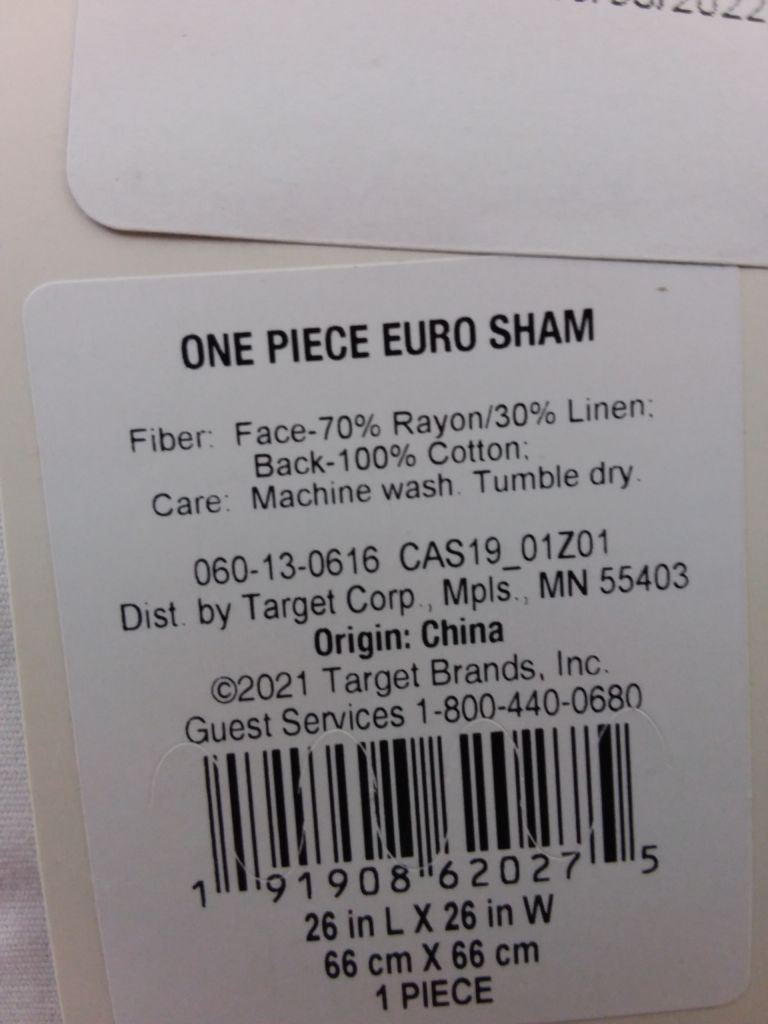 2022
ONE PIECE EURO SHAM
Fiber: Face-70% Rayon/30% Linen;
Back-100% Cotton;
Care: Machine wash. Tumble dry.
060-13-0616 CAS19_01Z01
Dist. by Target Corp., Mpls., MN 55403
Origin: China
©2021 Target Brands, Inc.
Guest Services 1-800-440-0680
1 91908 62027 5
26 in L X 26 in W
66 cm X 66 cm
1 PIECE